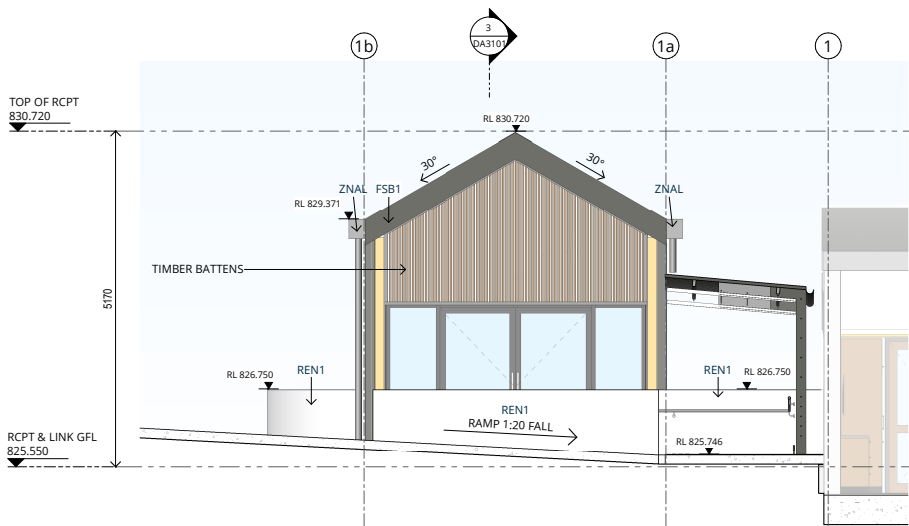 3
DA3101
1b
1a
1
TOP OF RCPT
830.720
RL 830.720
30°
30°
ZNAL
FSB1
ZNAL
RL 829.371
TIMBER BATTENS
5170
RL 826.750
REN1
REN1
RL 826.750
REN1
RAMP 1:20 FALL
RCPT & LINK GFL
825.550
RL 825.746